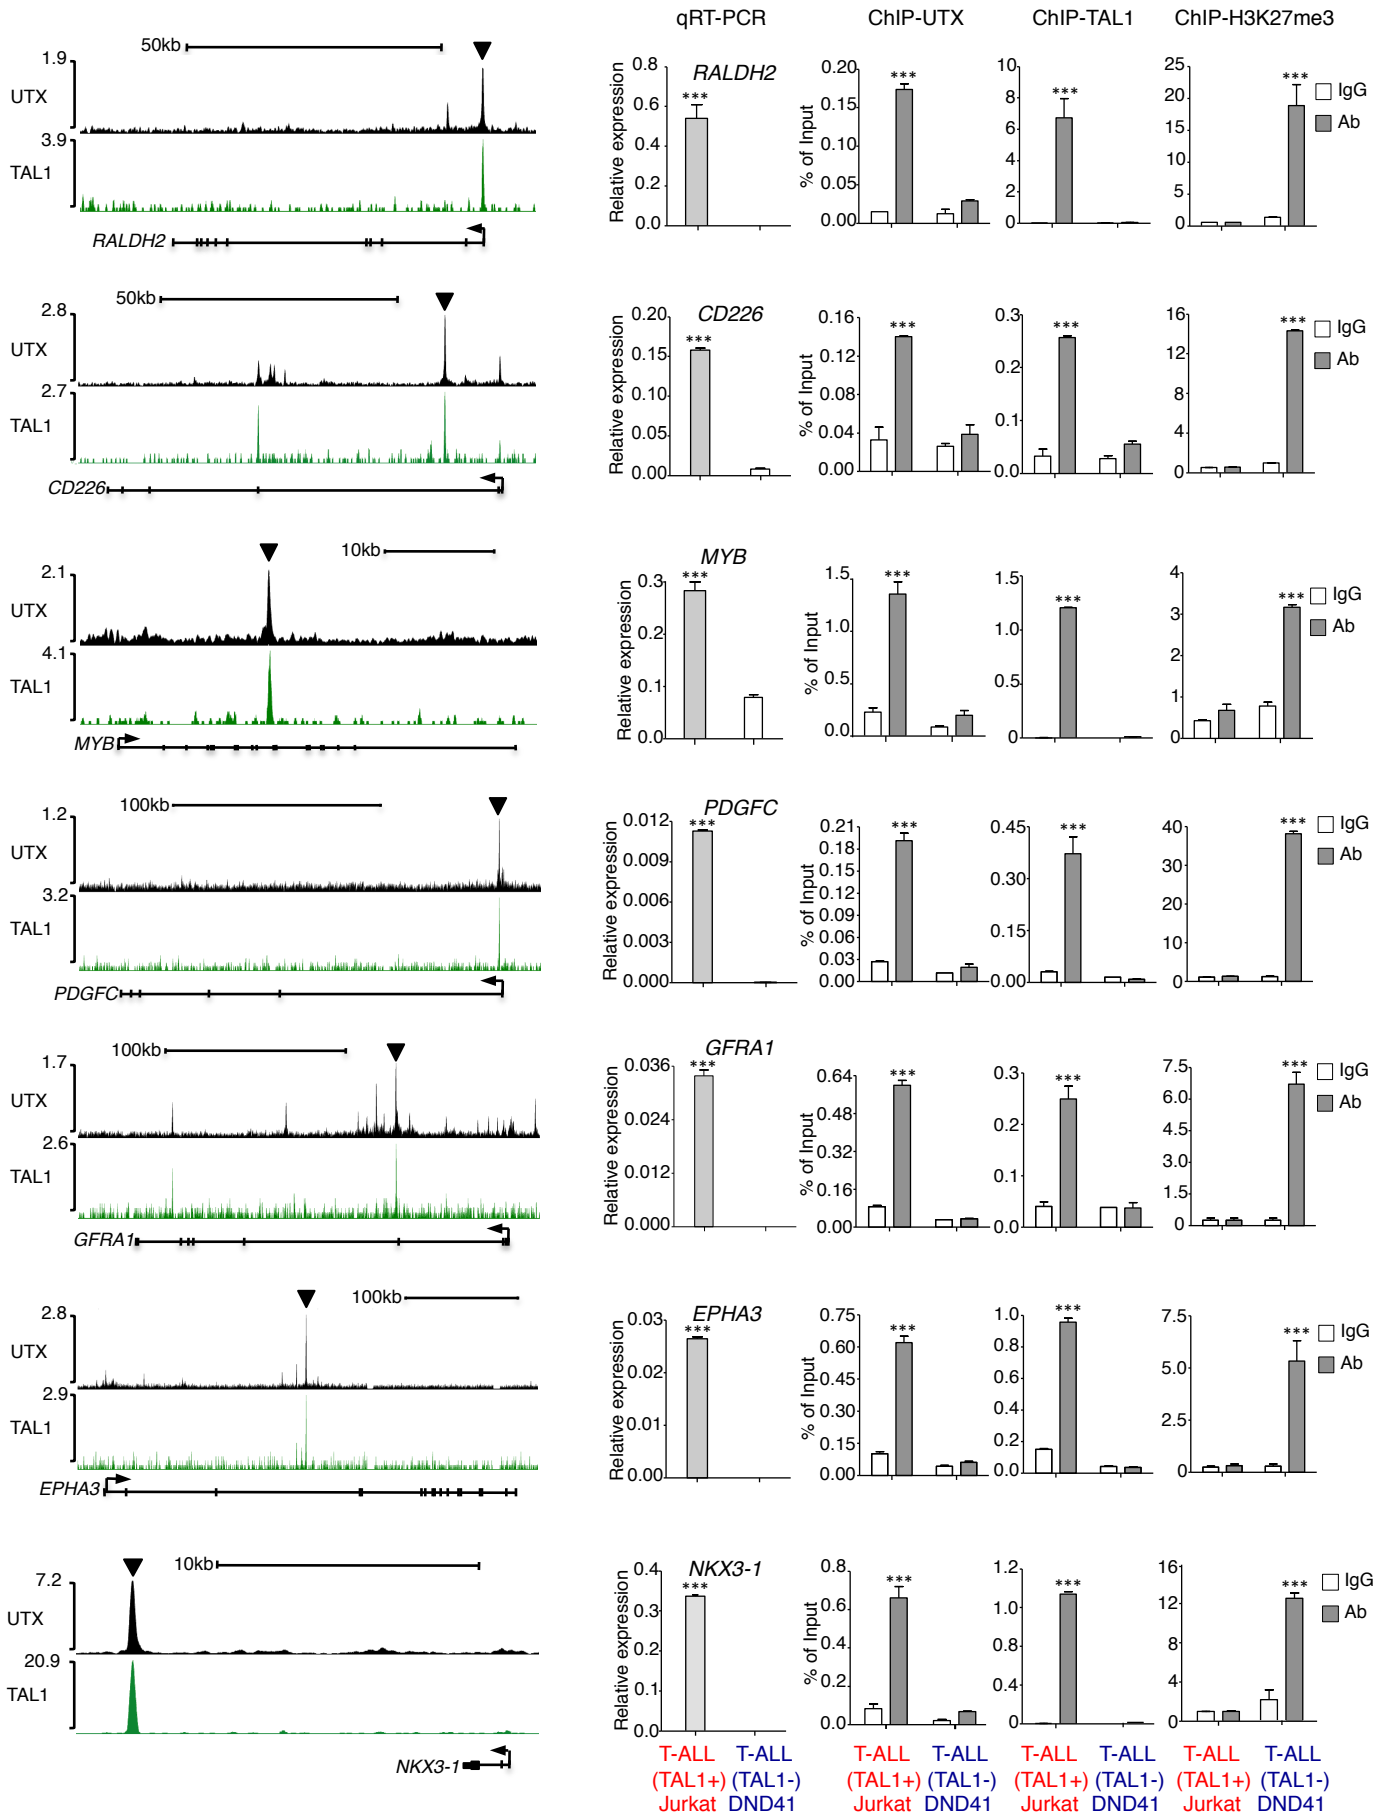 qRT-PCR ChIP-UTX ChIP-TAL1 ChIP-H3K27me3
50kb
1.9
UTX
3.9
TAL1
RALDH2
RALDH2
Relative expression
0.8
0.6
0.4
0.2
0.0
***
% of Input
0.20
0.15
0.10
0.05
0.00
***
10
8
6
4
2
0
***
25
20
15
10
5
0
***
IgG
Ab
50kb
2.8
UTX
2.7
TAL1
CD226
CD226
Relative expression
0.20
0.15
0.10
0.05
0.00
***
% of Input
0.16
0.12
0.08
0.04
0.00
***
0.3
0.2
0.1
0.0
***
16
12
8
4
0
***
IgG
Ab
10kb
2.1
UTX
4.1
TAL1
MYB
MYB
Relative expression
0.3
0.2
0.1
0.0
***
% of Input
1.5
1.0
0.5
0.0
***
1.5
1.0
0.5
0
***
4
3
2
1
0
***
IgG
Ab
100kb
1.2
UTX
3.2
TAL1
PDGFC
PDGFC
Relative expression
0.012
0.009
0.006
0.003
0.000
***
% of Input
0.21
0.18
0.15
0.12
0.09
0.06
0.03
0.00
***
0.45
0.30
0.15
0.00
***
40
30
20
10
0
***
IgG
Ab
100kb
1.7
UTX
2.6
TAL1
GFRA1
GFRA1
Relative expression
0.036
0.024
0.012
0.000
***
% of Input
0.64
0.48
0.32
0.16
0.00
***
0.3
0.2
0.1
0.0
***
7.5
6.0
4.5
3.0
1.5
0
***
IgG
Ab
100kb
2.8
UTX
2.9
TAL1
EPHA3
EPHA3
Relative expression
0.03
0.02
0.01
0.00
***
% of Input
0.75
0.60
0.45
0.30
0.15
0.00
***
1.0
0.8
0.6
0.4
0.2
0.0
***
7.5
5.0
2.5
0
***
IgG
Ab
10kb
7.2
UTX
20.9
TAL1
NKX3-1
NKX3-1
Relative expression
0.4
0.3
0.2
0.1
0.0
***
% of Input
0.8
0.6
0.4
0.2
0.0
***
1.2
1.0
0.8
0.4
0
***
16
12
8
4
0
***
IgG
Ab
T-ALL T-ALL T-ALL T-ALL T-ALL T-ALL T-ALL T-ALL
(TAL1+) (TAL1-) (TAL1+) (TAL1-) (TAL1+) (TAL1-) (TAL1+) (TAL1-)
Jurkat DND41 Jurkat DND41 Jurkat DND41 Jurkat DND41